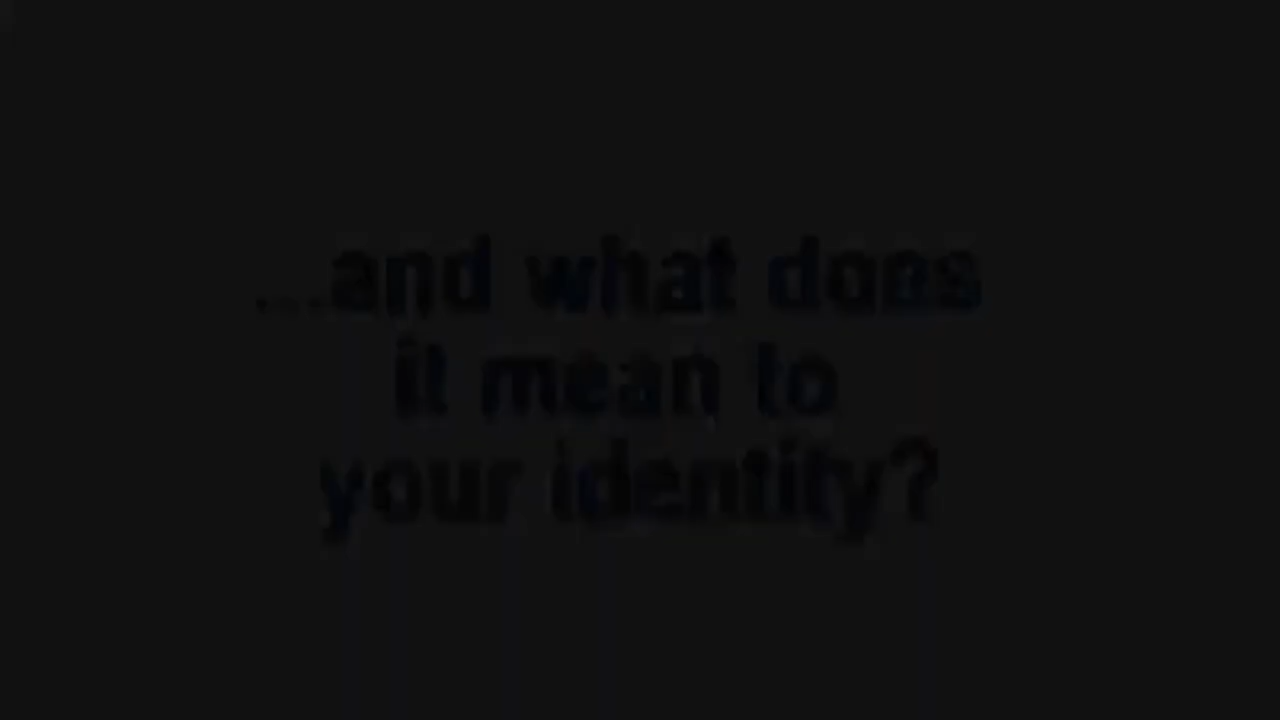 ...and what does
it mean to
your identity?